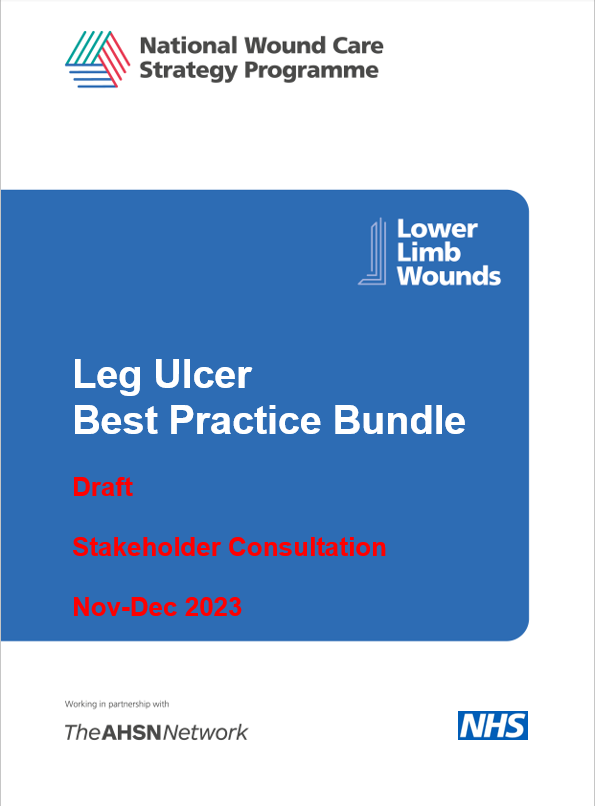 National Wound Care
Strategy Programme
Lower
Limb
Wounds
Leg Ulcer
Best Practice Bundle
Draft
Stakeholder Consultation
Nov-Dec 2023
Working in partnership with
TheAHSNNetwork
NHS